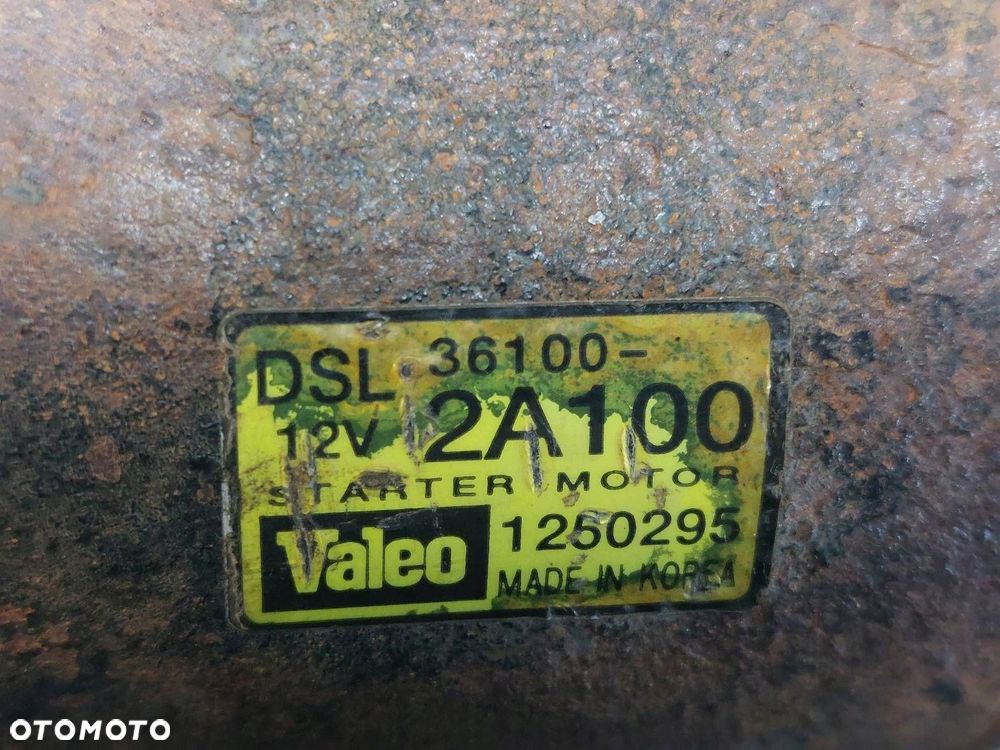 DSL 36100-
12V 2A100
STARTER MOTOR
Valeo 1250295
MADE IN KOREA
OTOMOTO